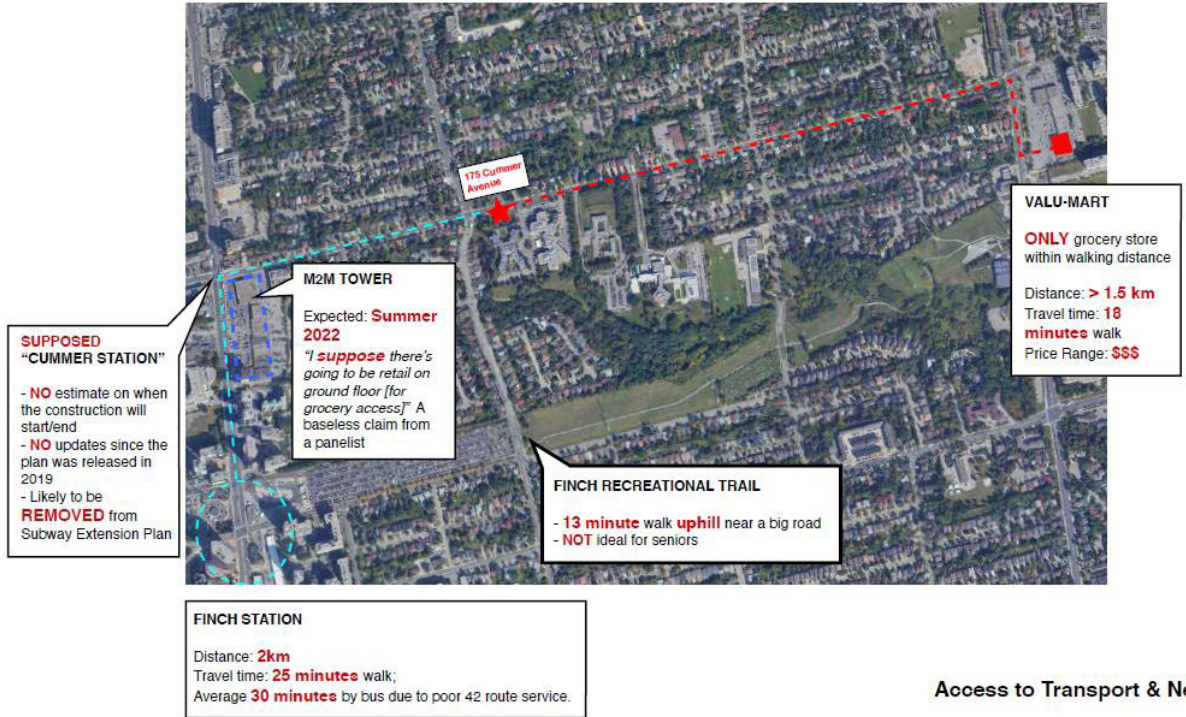 175 Cummer
Avenue
VALU-MART
ONLY grocery store
within walking distance
Distance: > 1.5 km
Travel time: 18
minutes walk
Price Range: $$$
M2M TOWER
Expected: Summer
2022
"I suppose there's
going to be retail on
ground floor [for
grocery access]" A
baseless claim from
a panelist
SUPPOSED
"CUMMER STATION"
- NO estimate on when
the construction will
start/end
- NO updates since the
plan was released in
2019
- Likely to be
REMOVED from
Subway Extension Plan
FINCH RECREATIONAL TRAIL
- 13 minute walk uphill near a big road
- NOT ideal for seniors
FINCH STATION
Distance: 2km
Travel time: 25 minutes walk;
Average 30 minutes by bus due to poor 42 route service.
Access to Transport & Ne